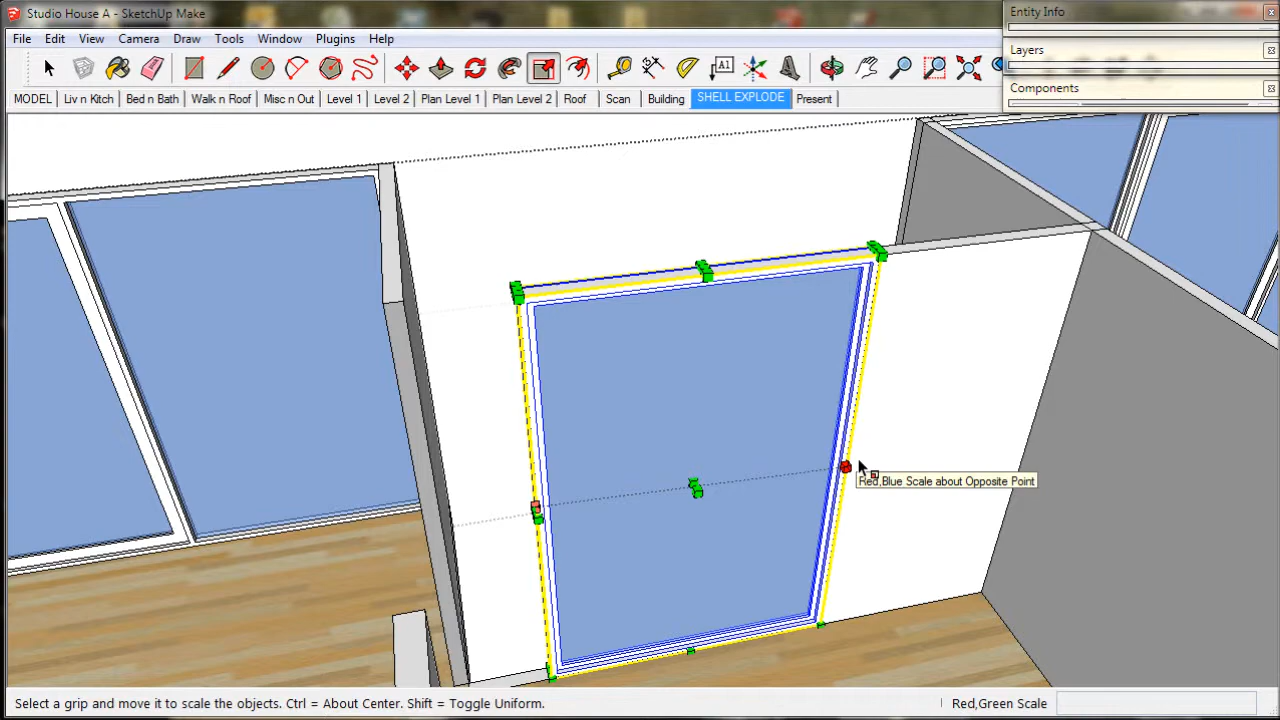 Studio House A - SketchUp Make
Entity Info
File Edit View Camera Draw Tools Window Plugins Help
Layers
A1
Components
MODEL Liv n Kitch Bed n Bath Walk n Roof Misc n Out Level 1 Level 2 Plan Level 1 Plan Level 2 Roof Scan Building SHELL EXPLODE Present
Red,Blue Scale about Opposite Point
Select a grip and move it to scale the objects. Ctrl = About Center. Shift = Toggle Uniform.
Red,Green Scale